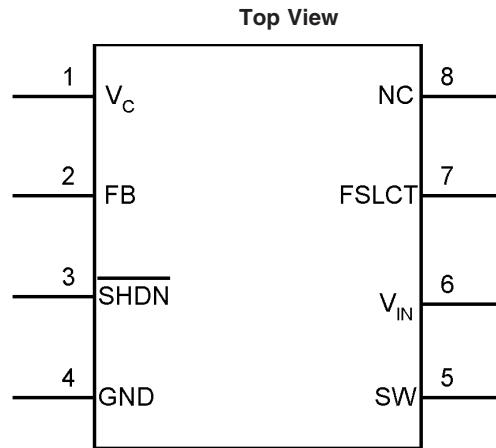 Top View
1 V_C NC 8
2 FB FSLCT 7
3 SHDN V_IN 6
4 GND SW 5